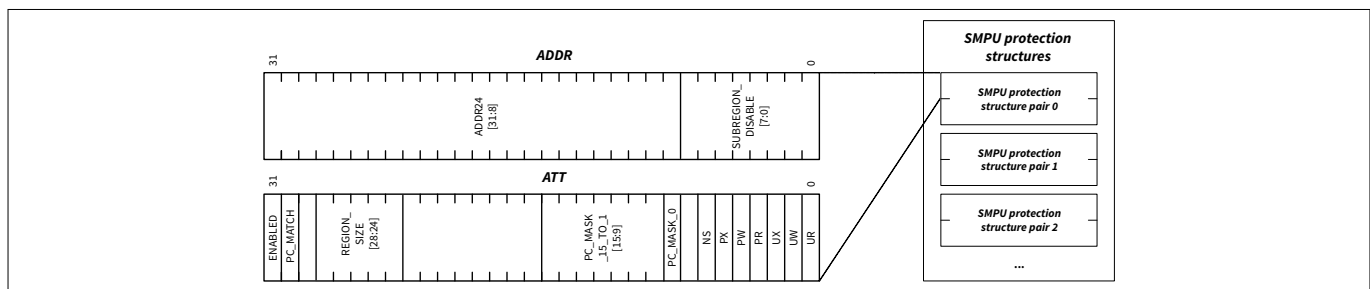 ADDR
31
0
ADDR24
[31:8]
SUBREGION_
DISABLE
[7:0]
ATT
31
0
ENABLED
PC_MATCH
REGION_
SIZE
[28:24]
PC_MASK
_15_TO_1
[15:9]
PC_MASK_0
NS
PX
PW
PR
UX
UW
UR
SMPU protection
structures
SMPU protection
structure pair 0
SMPU protection
structure pair 1
SMPU protection
structure pair 2
...